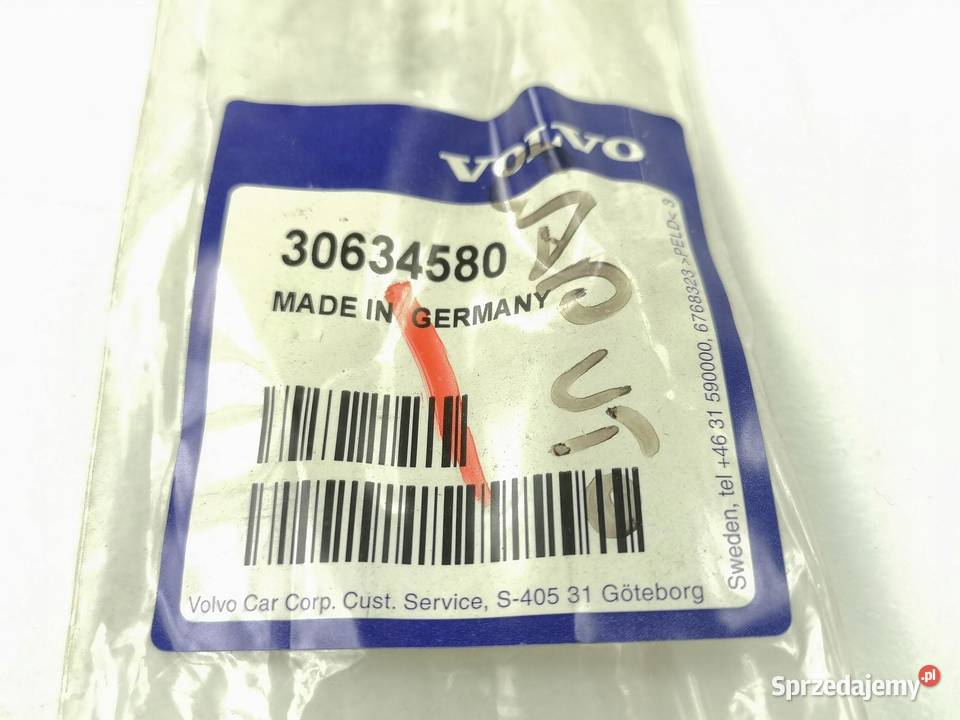 VOLVO
30634580
MADE IN GERMANY
Volvo Car Corp. Cust. Service, S-405 31 Göteborg
Sweden, tel +46 31 590000, 6768323 >PELD< 3
Sprzedajemy.pl